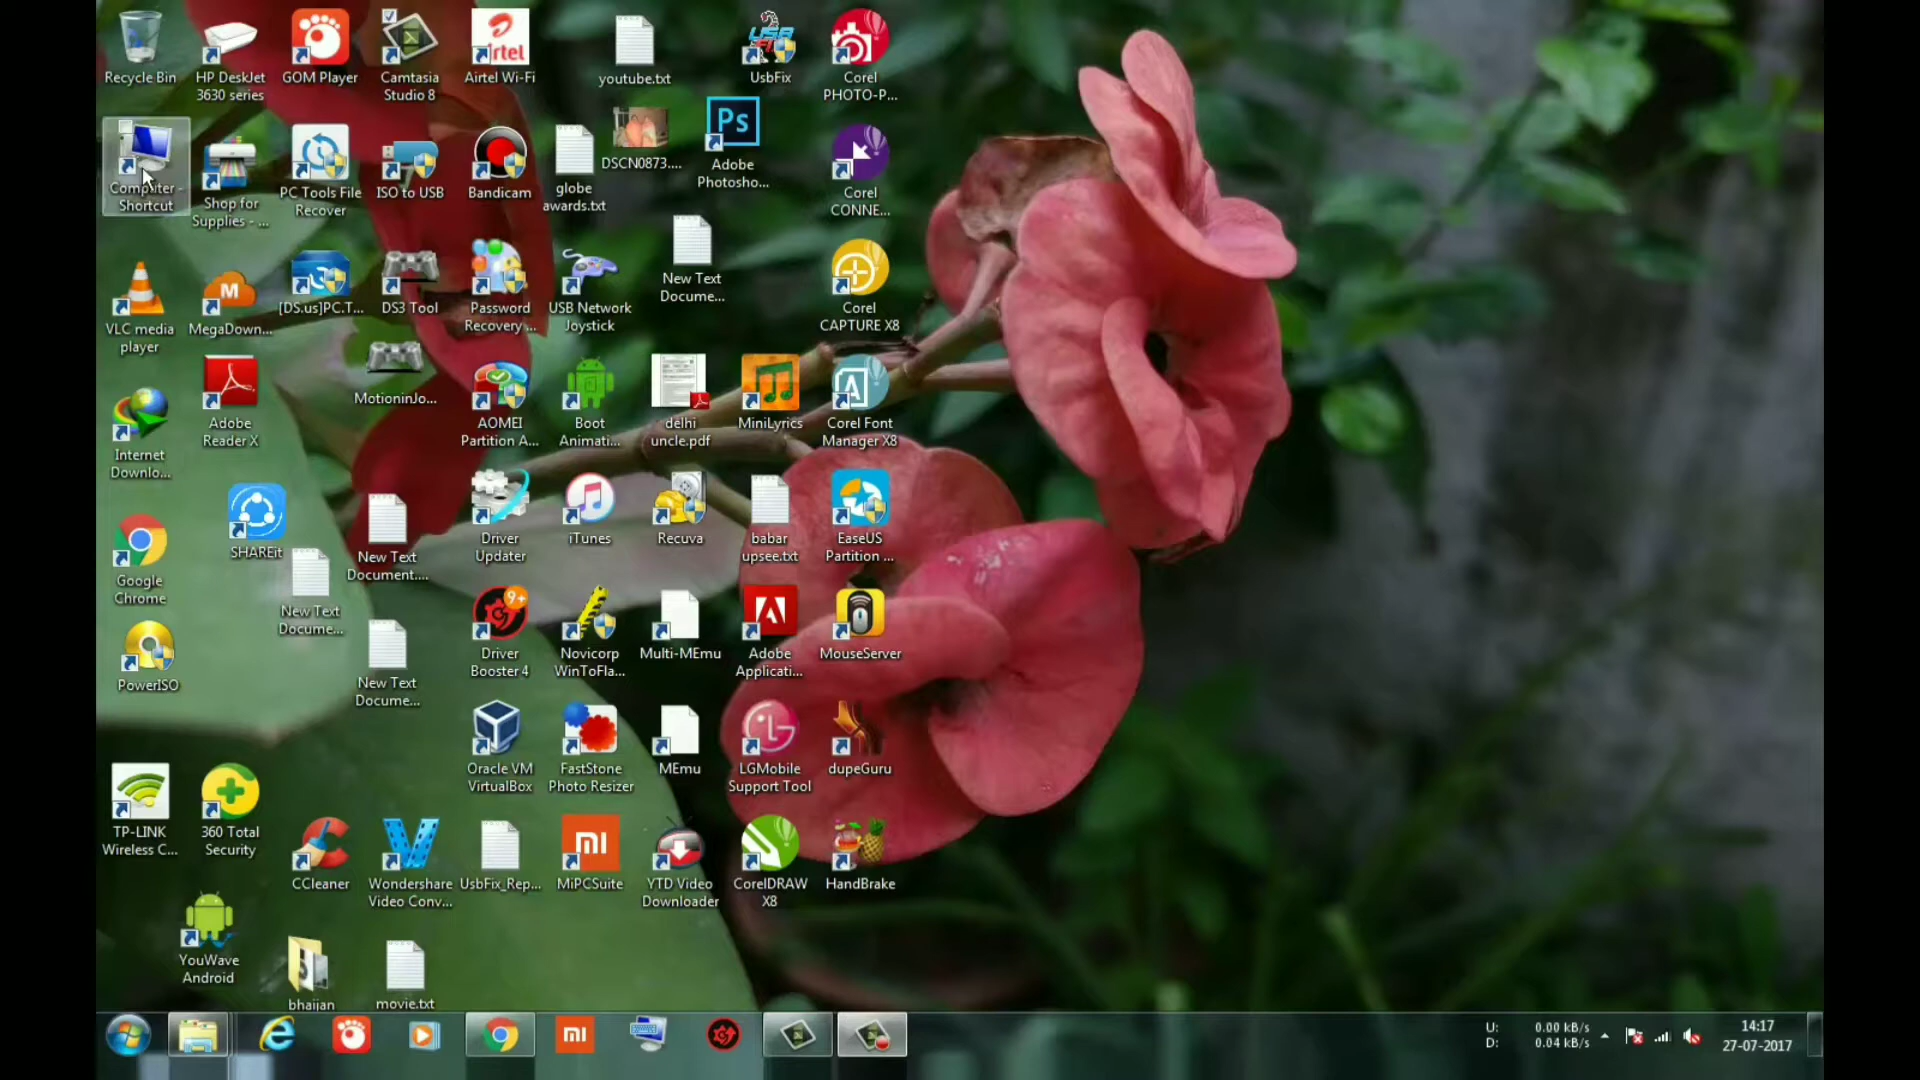 Recycle Bin
HP DeskJet
3630 series
GOM Player
Camtasia
Studio 8
airtel
Airtel Wi-Fi
youtube.txt
USB
UsbFix
Corel
PHOTO-P...
Computer -
Shortcut
Shop for
Supplies - ...
PC Tools File
Recover
ISO to USB
Bandicam
globe
awards.txt
DSCN0873....
Ps
Adobe
Photosho...
Corel
CONNE...
VLC media
player
M
MegaDown...
[DS.us]PC.T...
DS3 Tool
Password
Recovery ...
USB Network
Joystick
New Text
Docume...
Corel
CAPTURE X8
Internet
Downlo...
Adobe
Reader X
MotioninJo...
AOMEI
Partition A...
Boot
Animati...
delhi
uncle.pdf
MiniLyrics
A
Corel Font
Manager X8
Google
Chrome
SHAREit
New Text
Docume...
New Text
Document....
Driver
Updater
iTunes
Recuva
babar
upsee.txt
EaseUS
Partition ...
PowerISO
New Text
Docume...
9+
Driver
Booster 4
Novicorp
WinToFla...
Multi-MEmu
Adobe
Applicati...
MouseServer
Oracle VM
VirtualBox
FastStone
Photo Resizer
MEmu
LG
LGMobile
Support Tool
dupeGuru
TP-LINK
Wireless C...
360 Total
Security
CCleaner
Wondershare
Video Conv...
UsbFix_Rep...
MI
MiPCSuite
YTD Video
Downloader
CorelDRAW
X8
HandBrake
YouWave
Android
bhaijan
movie.txt
MI
U: 0.00 kB/s
D: 0.04 kB/s
14:17
27-07-2017